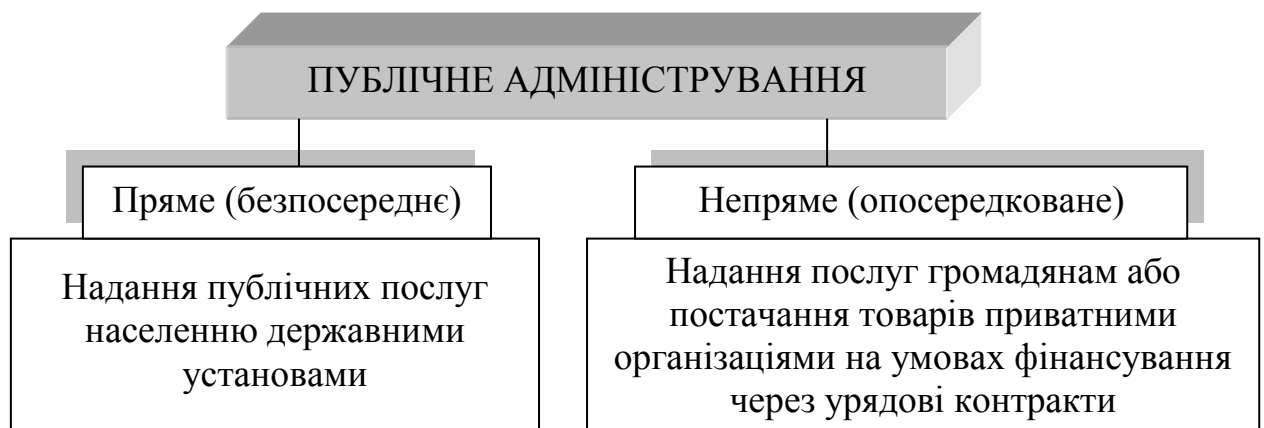 ПУБЛІЧНЕ АДМІНІСТРУВАННЯ
Пряме (безпосереднє)
Надання публічних послуг
населенню державними
установами
Непряме (опосередковане)
Надання послуг громадянам або
постачання товарів приватними
організаціями на умовах фінансування
через урядові контракти